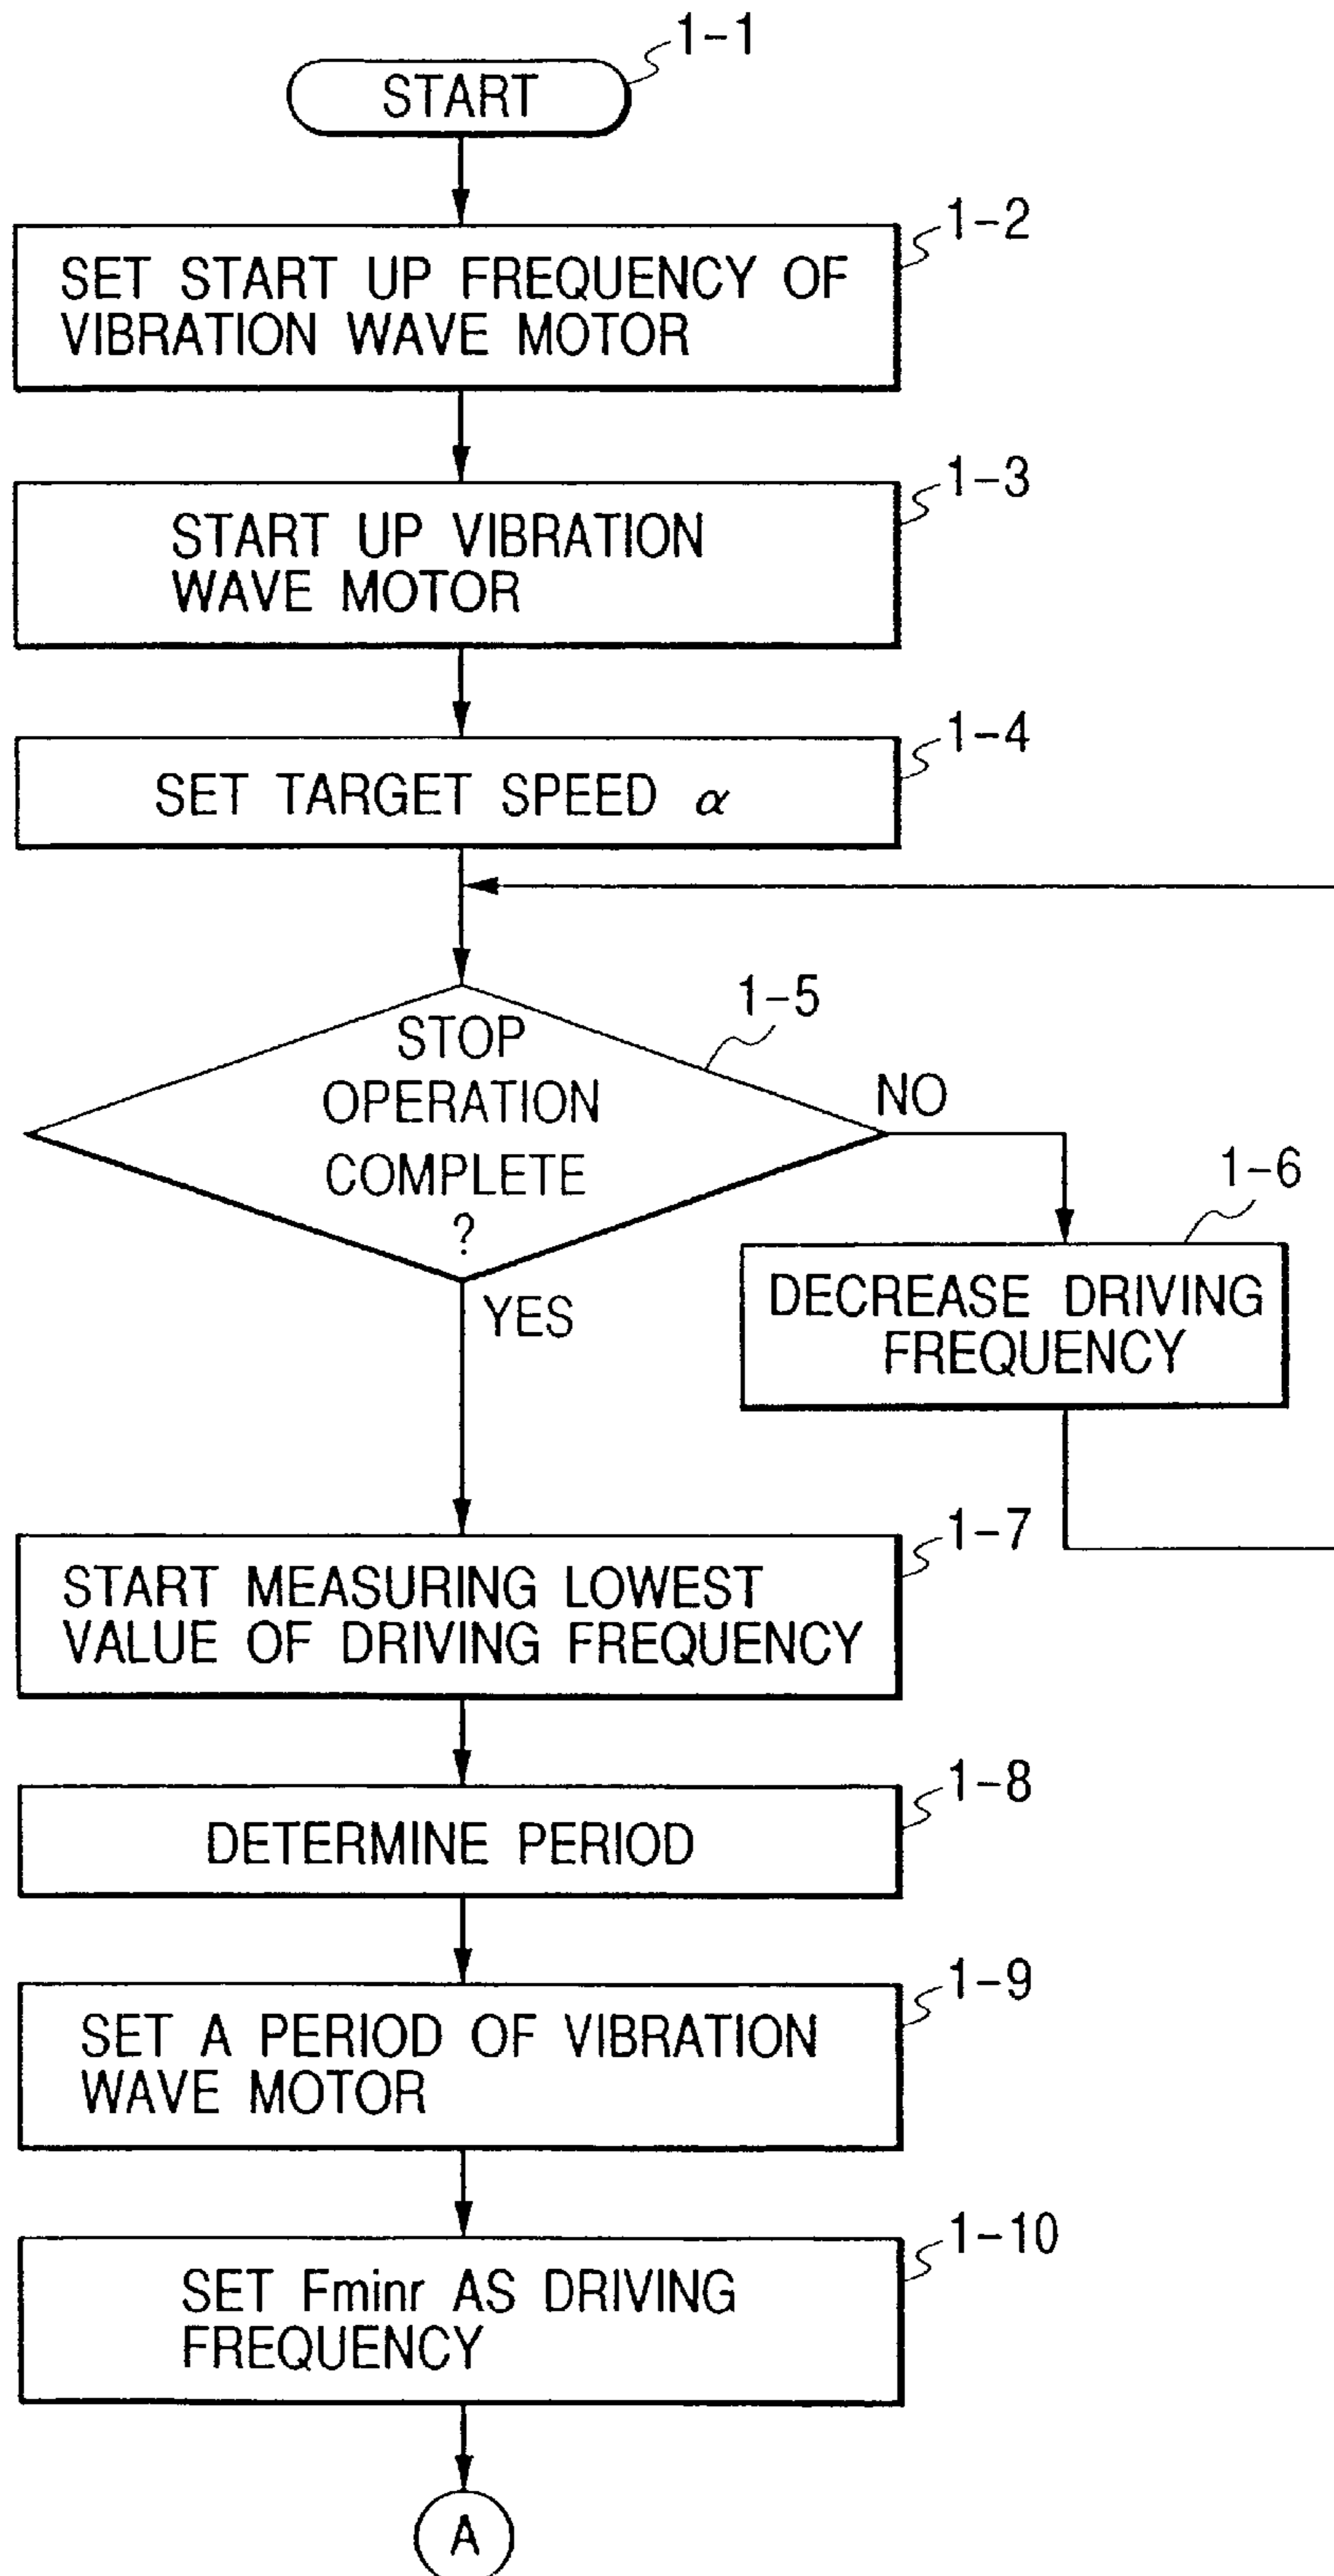 1-1
START
1-2
SET START UP FREQUENCY OF
VIBRATION WAVE MOTOR
1-3
START UP VIBRATION
WAVE MOTOR
1-4
SET TARGET SPEED α
1-5
STOP
OPERATION
COMPLETE
?
NO
YES
1-6
DECREASE DRIVING
FREQUENCY
1-7
START MEASURING LOWEST
VALUE OF DRIVING FREQUENCY
1-8
DETERMINE PERIOD
1-9
SET A PERIOD OF VIBRATION
WAVE MOTOR
1-10
SET Fminr AS DRIVING
FREQUENCY
A